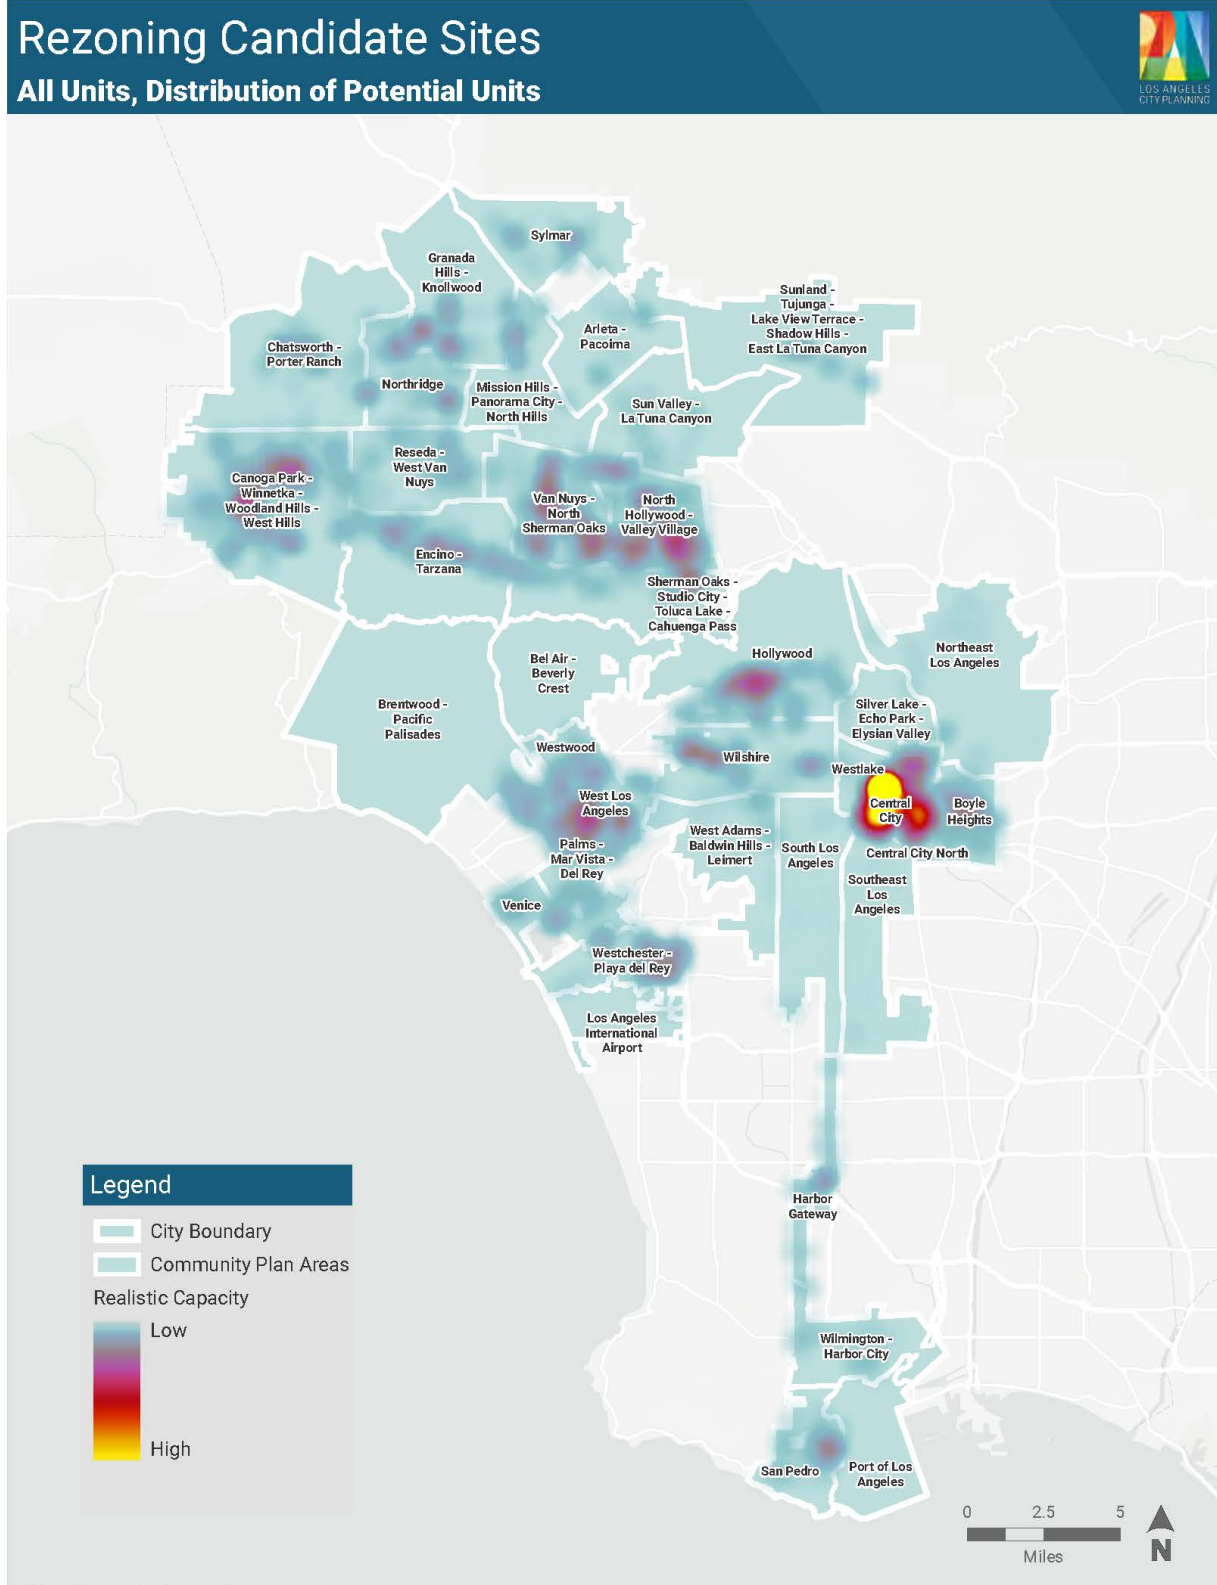 Rezoning Candidate Sites
All Units, Distribution of Potential Units
LOS ANGELES
CITY PLANNING
Sylmar
Granada
Hills -
Knollwood
Sunland -
Tujunga -
Lake View Terrace -
Shadow Hills -
East La Tuna Canyon
Arleta -
Pacoima
Chatsworth -
Porter Ranch
Northridge
Mission Hills -
Panorama City -
North Hills
Sun Valley -
La Tuna Canyon
Reseda -
West Van
Nuys
Canoga Park -
Winnetka -
Woodland Hills -
West Hills
Van Nuys -
North
Sherman Oaks
North
Hollywood -
Valley Village
Encino -
Tarzana
Sherman Oaks -
Studio City -
Toluca Lake -
Cahuenga Pass
Hollywood
Northeast
Los Angeles
Bel Air -
Beverly
Crest
Brentwood -
Pacific
Palisades
Silver Lake -
Echo Park -
Elysian Valley
Westwood
Wilshire
Westlake
West Los
Angeles
Central
City
Boyle
Heights
Palms -
Mar Vista -
Del Rey
West Adams -
Baldwin Hills -
Leimert
South Los
Angeles
Central City North
Southeast
Los
Angeles
Venice
Westchester -
Playa del Rey
Los Angeles
International
Airport
Harbor
Gateway
Wilmington -
Harbor City
San Pedro
Port of Los
Angeles
Legend
City Boundary
Community Plan Areas
Realistic Capacity
Low
High
0 2.5 5
Miles
N